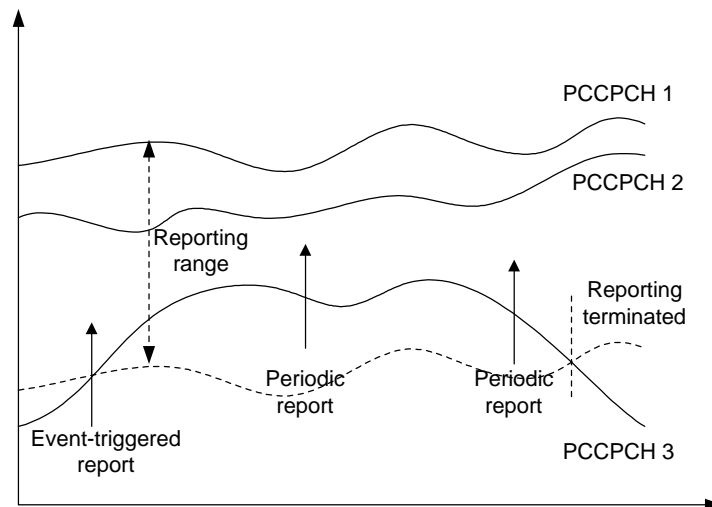 PCCPCH 1
PCCPCH 2
Reporting
range
Reporting
terminated
Periodic
report
Periodic
report
Event-triggered
report
PCCPCH 3